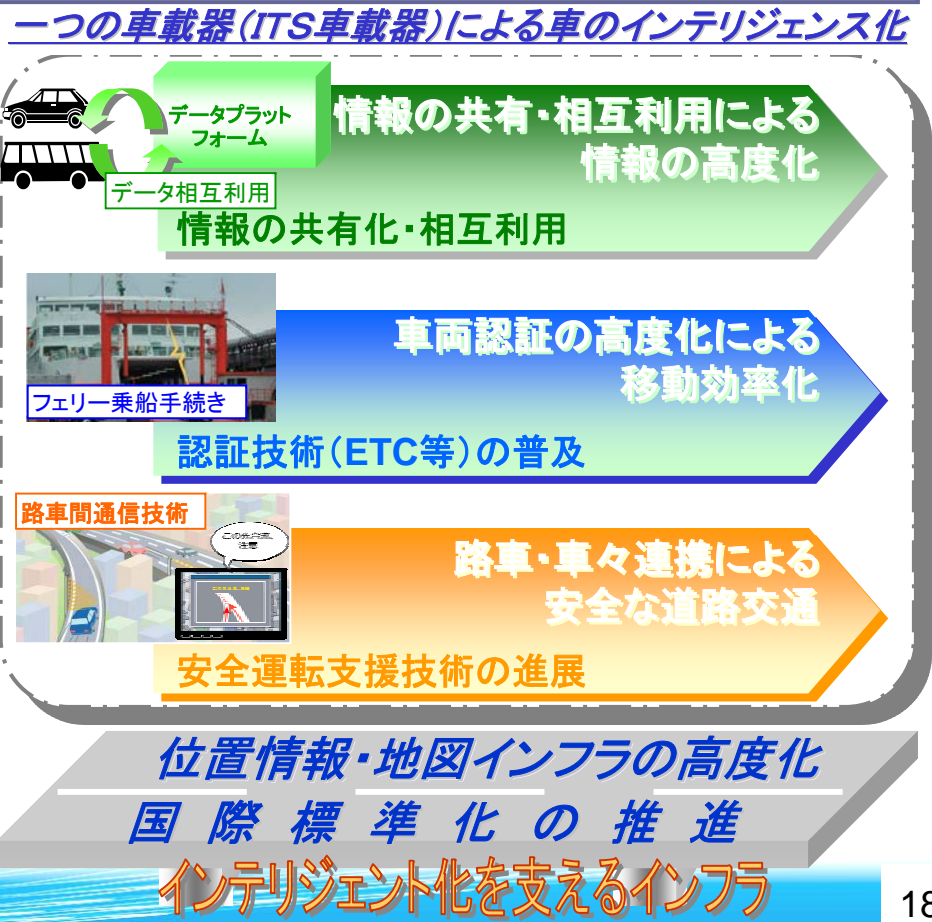 一つの車載器(ITS車載器)による車のインテリジェンス化
データプラット
フォーム
データ相互利用
情報の共有・相互利用による
情報の高度化
情報の共有化・相互利用
フェリー乗船手続き
車両認証の高度化による
移動効率化
認証技術(ETC等)の普及
路車間通信技術
この先合流、
注意
路車・車々連携による
安全な道路交通
安全運転支援技術の進展
位置情報・地図インフラの高度化
国際標準化の推進
インテリジェント化を支えるインフラ
18